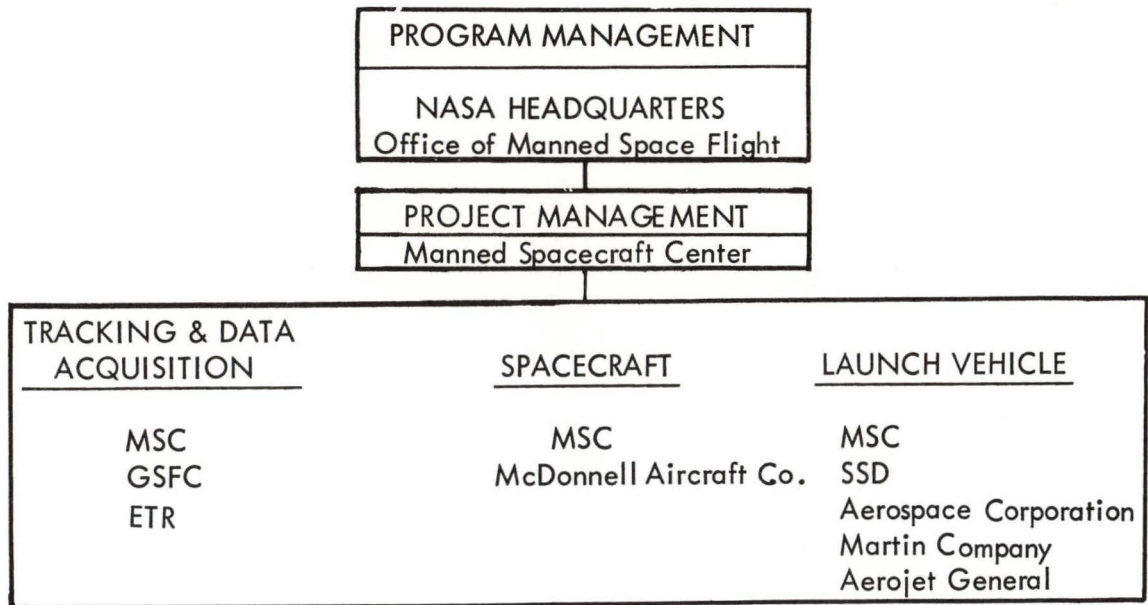 PROGRAM MANAGEMENT
NASA HEADQUARTERS
Office of Manned Space Flight
PROJECT MANAGEMENT
Manned Spacecraft Center
TRACKING & DATA
ACQUISITION
MSC
GSFC
ETR
SPACECRAFT
MSC
McDonnell Aircraft Co.
LAUNCH VEHICLE
MSC
SSD
Aerospace Corporation
Martin Company
Aerojet General